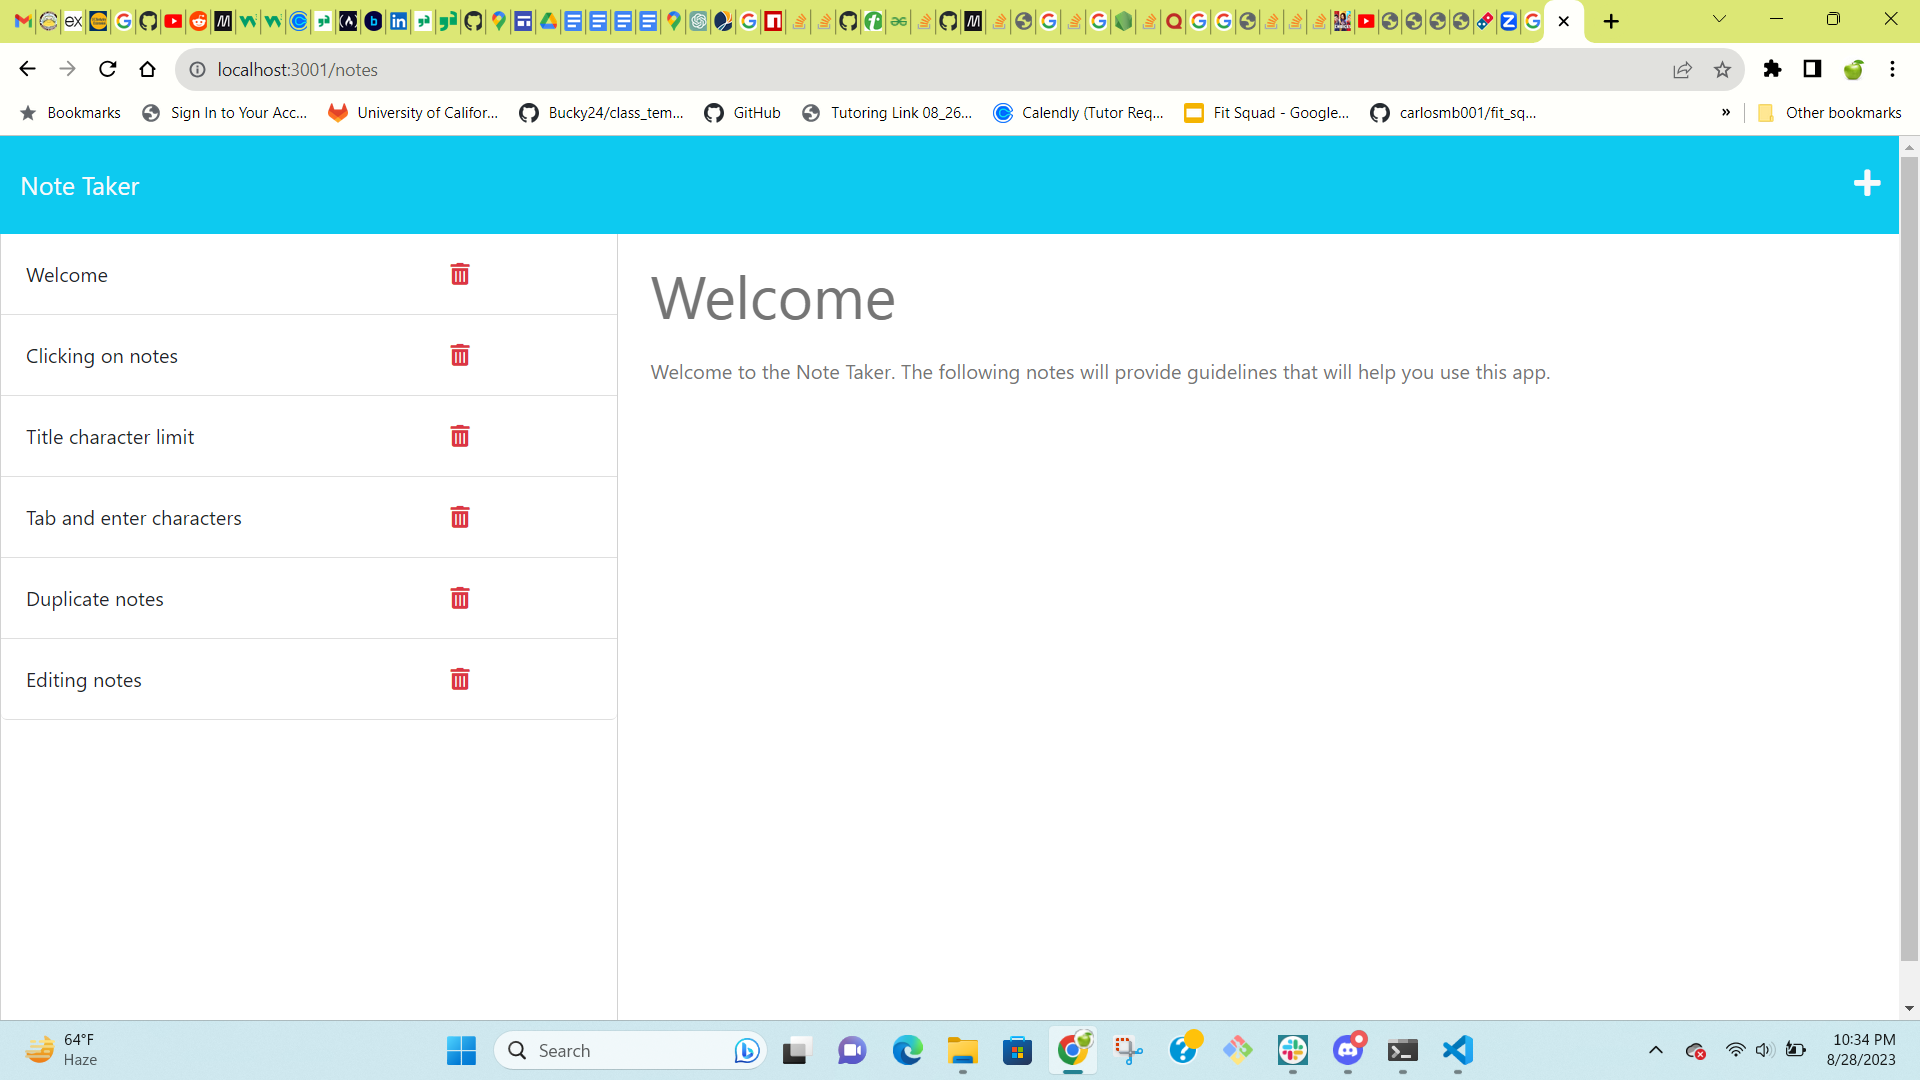 localhost:3001/notes
Bookmarks
Sign In to Your Acc...
University of Califor...
Bucky24/class_tem...
GitHub
Tutoring Link 08_26...
Calendly (Tutor Req...
Fit Squad - Google...
carlosmb001/fit_sq...
»
Other bookmarks
Note Taker
Welcome
Clicking on notes
Title character limit
Tab and enter characters
Duplicate notes
Editing notes
Welcome
Welcome to the Note Taker. The following notes will provide guidelines that will help you use this app.
64°F
Haze
Search
10:34 PM
8/28/2023